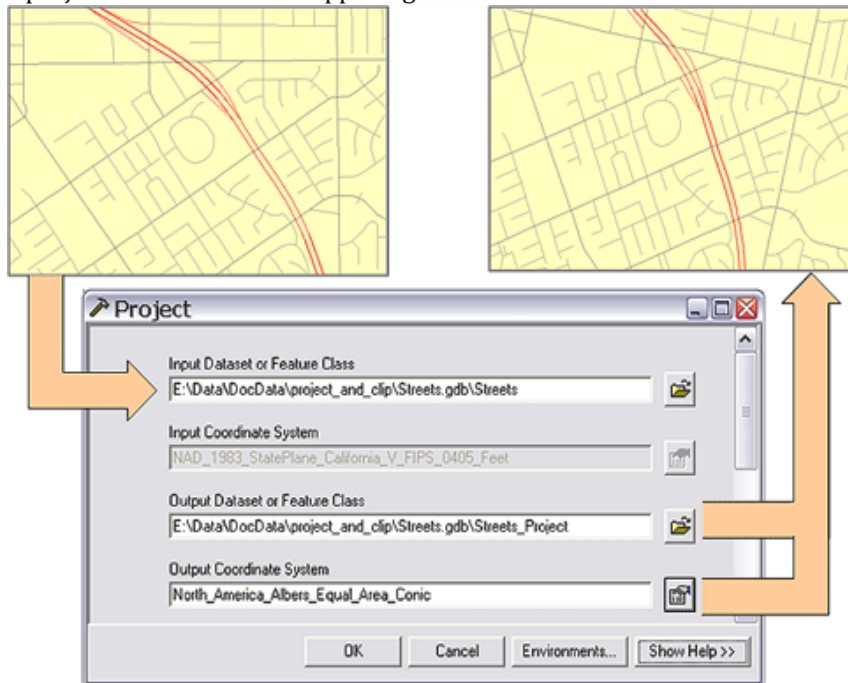 Project
Input Dataset or Feature Class
E:\Data\DocData\project_and_clip\Streets.gdb\Streets
Input Coordinate System
NAD_1983_StatePlane_California_V_FIPS_0405_Feet
Output Dataset or Feature Class
E:\Data\DocData\project_and_clip\Streets.gdb\Streets_Project
Output Coordinate System
North_America_Albers_Equal_Area_Conic
OK Cancel Environments... Show Help >>